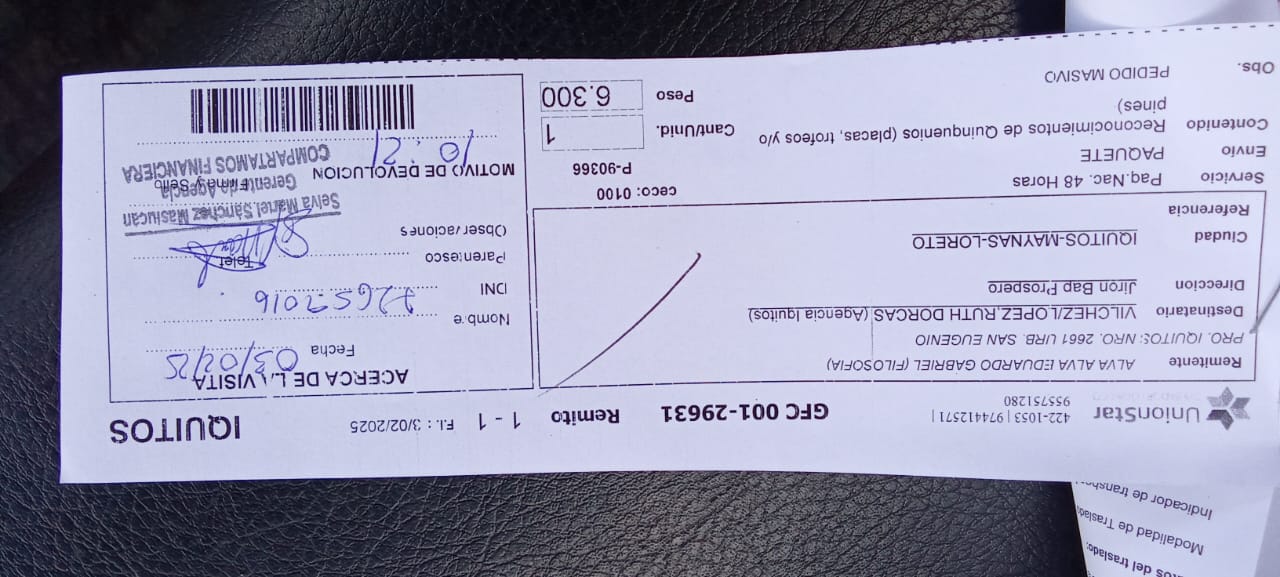 UnionStar
422-1053 | 974412571 |
955751280
GFC 001-29631
Remito
1 - 1
F.I. : 3/02/2025
IQUITOS
Remitente ALVA ALVA EDUARDO GABRIEL (FILOSOFIA)
PRO. IQUITOS: NRO. 2661 URB. SAN EUGENIO
Destinatario VILCHEZ/LOPEZ,RUTH DORCAS (Agencia Iquitos)
Direccion Jiron Bap Prospero
Ciudad IQUITOS-MAYNAS-LORETO
Referencia
Servicio Paq.Nac. 48 Horas
ceco: 0100
Envio PAQUETE
P-90366
Contenido Reconocimientos de Quinquenios (placas, trofeos y/o
pines)
Cant/Unid. 1
Obs. PEDIDO MASIVO
Peso 6.300
ACERCA DE LA VISITA
Fecha 03/02/25
Nombre
DNI 72657016
Parentesco
Telef
Observaciones
Selva Mariel Sánchez Masiucan
Gerente de Agencia
COMPARTAMOS FINANCIERA
Firma y Sello
MOTIVO DE DEVOLUCION
10:21
Modalidad de Traslad
Indicador de transbor